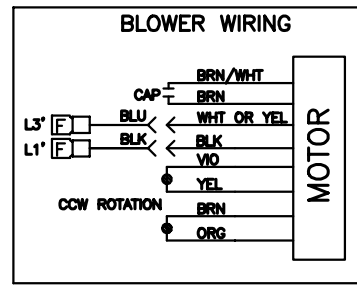 BLOWER WIRING
BRN/WHT
CAP
BRN
L3' F BLU WHT OR YEL
L1' F BLK BLK
VIO
YEL
CCW ROTATION
BRN
ORG
MOTOR